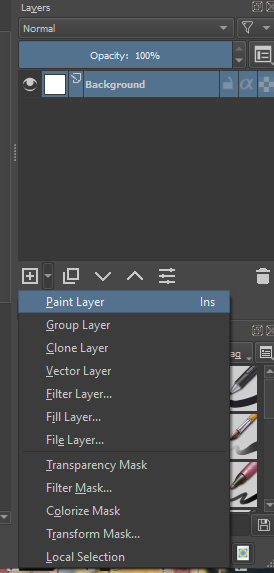 Layers
Normal
Opacity: 100%
Background
Paint Layer Ins
Group Layer
Clone Layer
Vector Layer
Filter Layer...
Fill Layer...
File Layer...
Transparency Mask
Filter Mask...
Colorize Mask
Transform Mask...
Local Selection